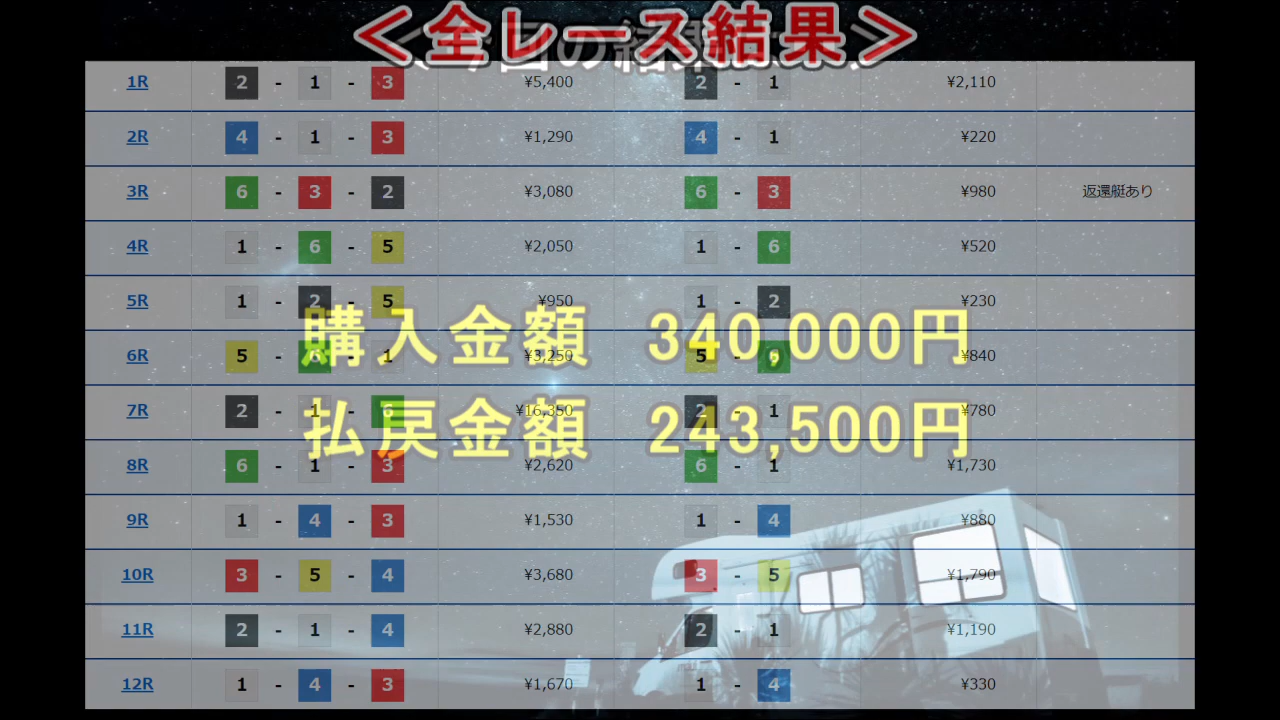 ＜全レース結果＞
1R 2 - 1 - 3 ¥5,400 2 - 1 ¥2,110
2R 4 - 1 - 3 ¥1,290 4 - 1 ¥220
3R 6 - 3 - 2 ¥3,080 6 - 3 ¥980 返還艇あり
4R 1 - 6 - 5 ¥2,050 1 - 6 ¥520
5R 1 - 2 - 5 ¥950 1 - 2 ¥230
購入金額 340,000円
6R 5 - 6 - 1 ¥3,250 5 - 6 ¥840
7R 2 - 1 - 6 ¥16,350 2 - 1 ¥780
払戻金額 243,500円
8R 6 - 1 - 3 ¥2,620 6 - 1 ¥1,730
9R 1 - 4 - 3 ¥1,530 1 - 4 ¥880
10R 3 - 5 - 4 ¥3,680 3 - 5 ¥1,790
11R 2 - 1 - 4 ¥2,880 2 - 1 ¥1,190
12R 1 - 4 - 3 ¥1,670 1 - 4 ¥330